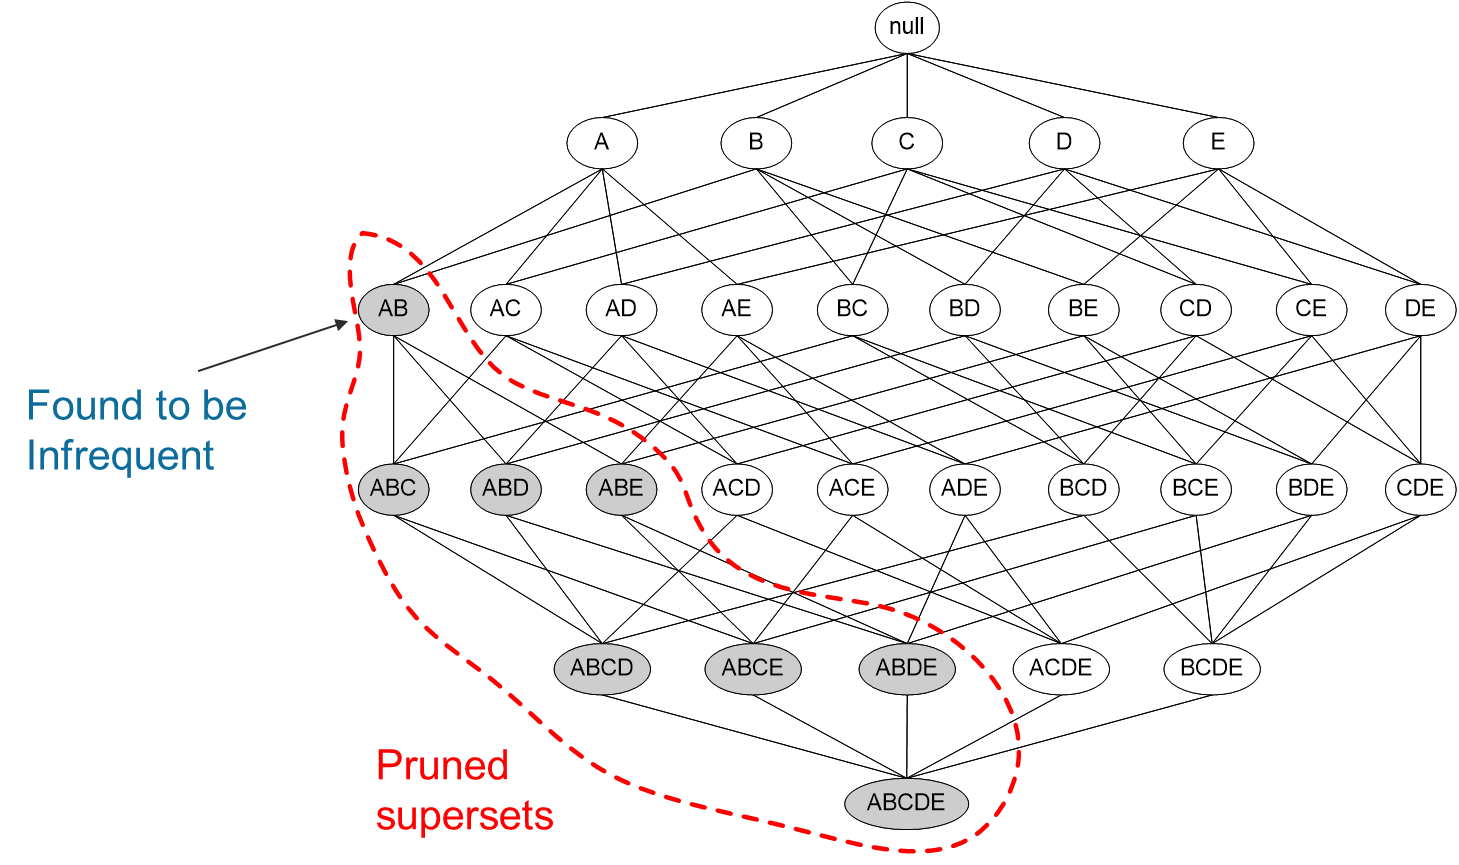 null
A B C D E
AB AC AD AE BC BD BE CD CE DE
Found to be
Infrequent
ABC ABD ABE ACD ACE ADE BCD BCE BDE CDE
ABCD ABCE ABDE ACDE BCDE
Pruned
supersets
ABCDE